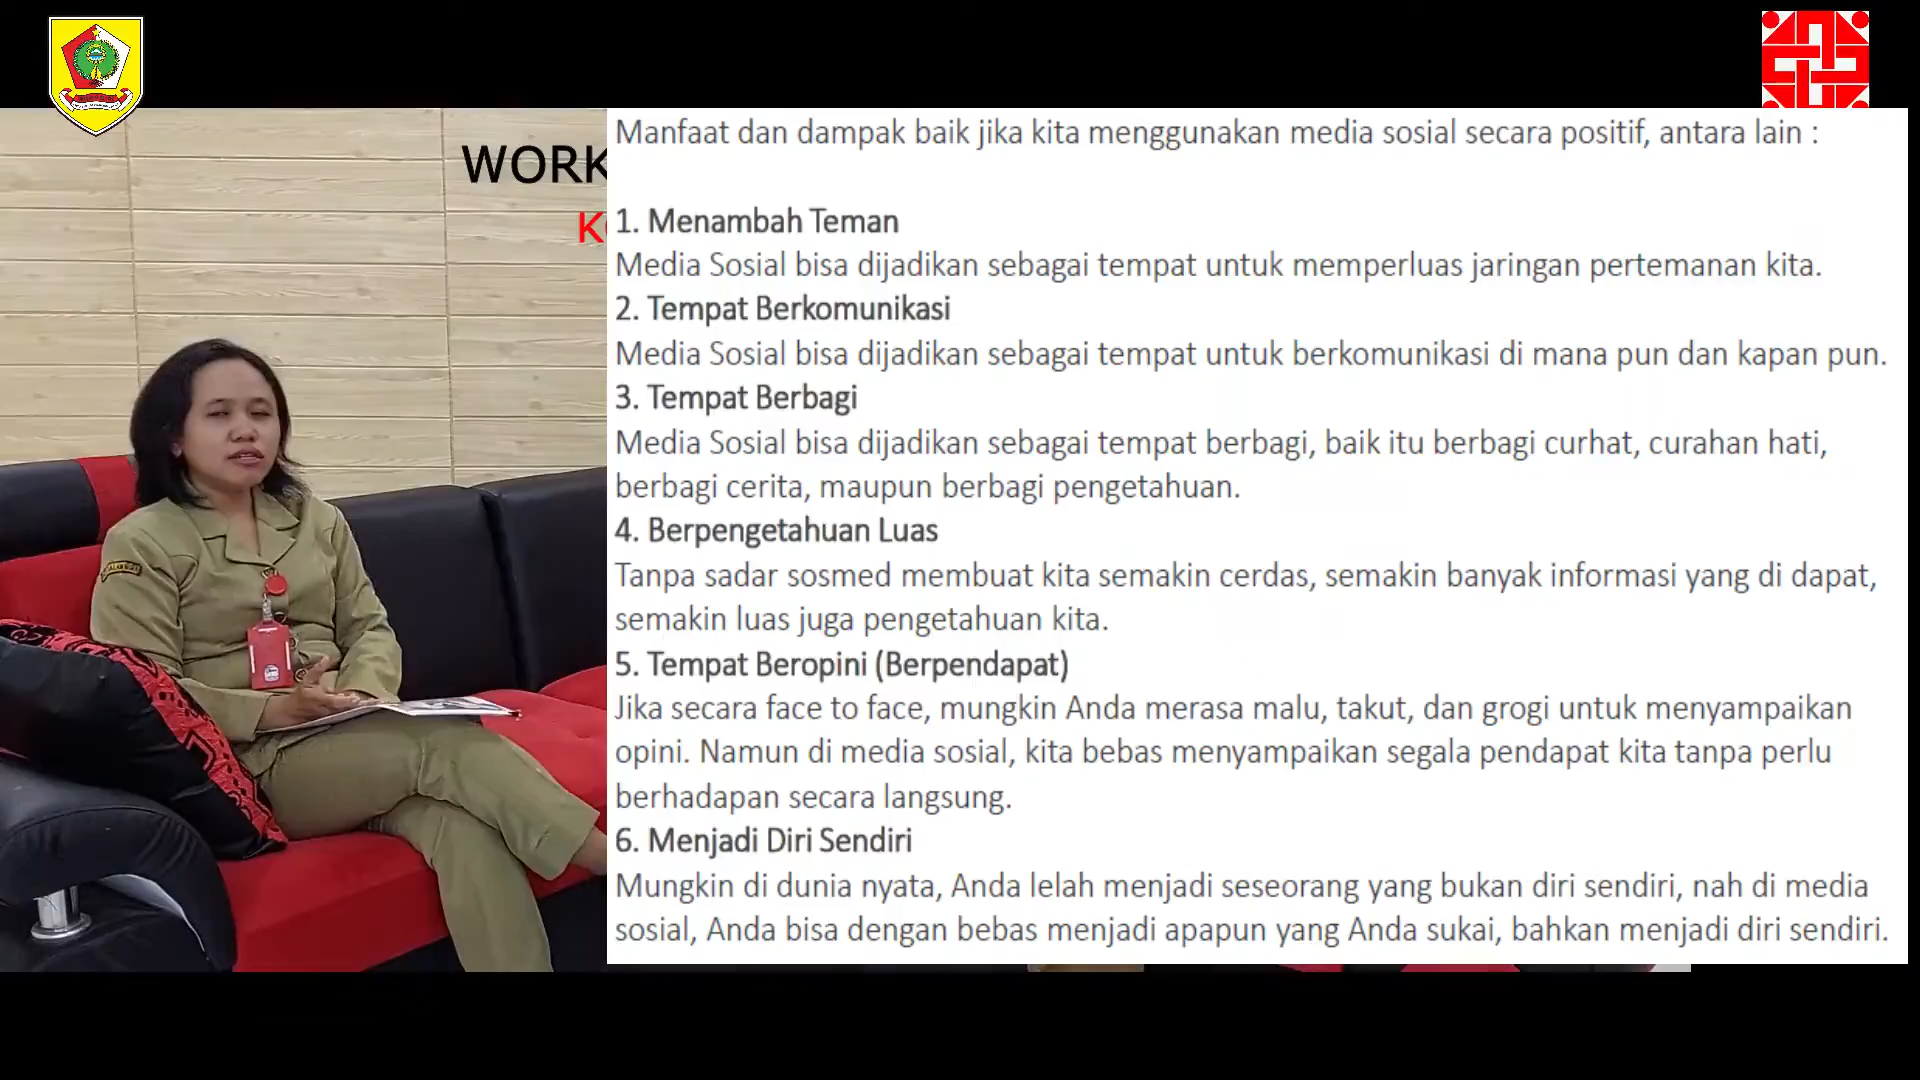 WORK
K
Manfaat dan dampak baik jika kita menggunakan media sosial secara positif, antara lain :
1. Menambah Teman
Media Sosial bisa dijadikan sebagai tempat untuk memperluas jaringan pertemanan kita.
2. Tempat Berkomunikasi
Media Sosial bisa dijadikan sebagai tempat untuk berkomunikasi di mana pun dan kapan pun.
3. Tempat Berbagi
Media Sosial bisa dijadikan sebagai tempat berbagi, baik itu berbagi curhat, curahan hati,
berbagi cerita, maupun berbagi pengetahuan.
4. Berpengetahuan Luas
Tanpa sadar sosmed membuat kita semakin cerdas, semakin banyak informasi yang di dapat,
semakin luas juga pengetahuan kita.
5. Tempat Beropini (Berpendapat)
Jika secara face to face, mungkin Anda merasa malu, takut, dan grogi untuk menyampaikan
opini. Namun di media sosial, kita bebas menyampaikan segala pendapat kita tanpa perlu
berhadapan secara langsung.
6. Menjadi Diri Sendiri
Mungkin di dunia nyata, Anda lelah menjadi seseorang yang bukan diri sendiri, nah di media
sosial, Anda bisa dengan bebas menjadi apapun yang Anda sukai, bahkan menjadi diri sendiri.